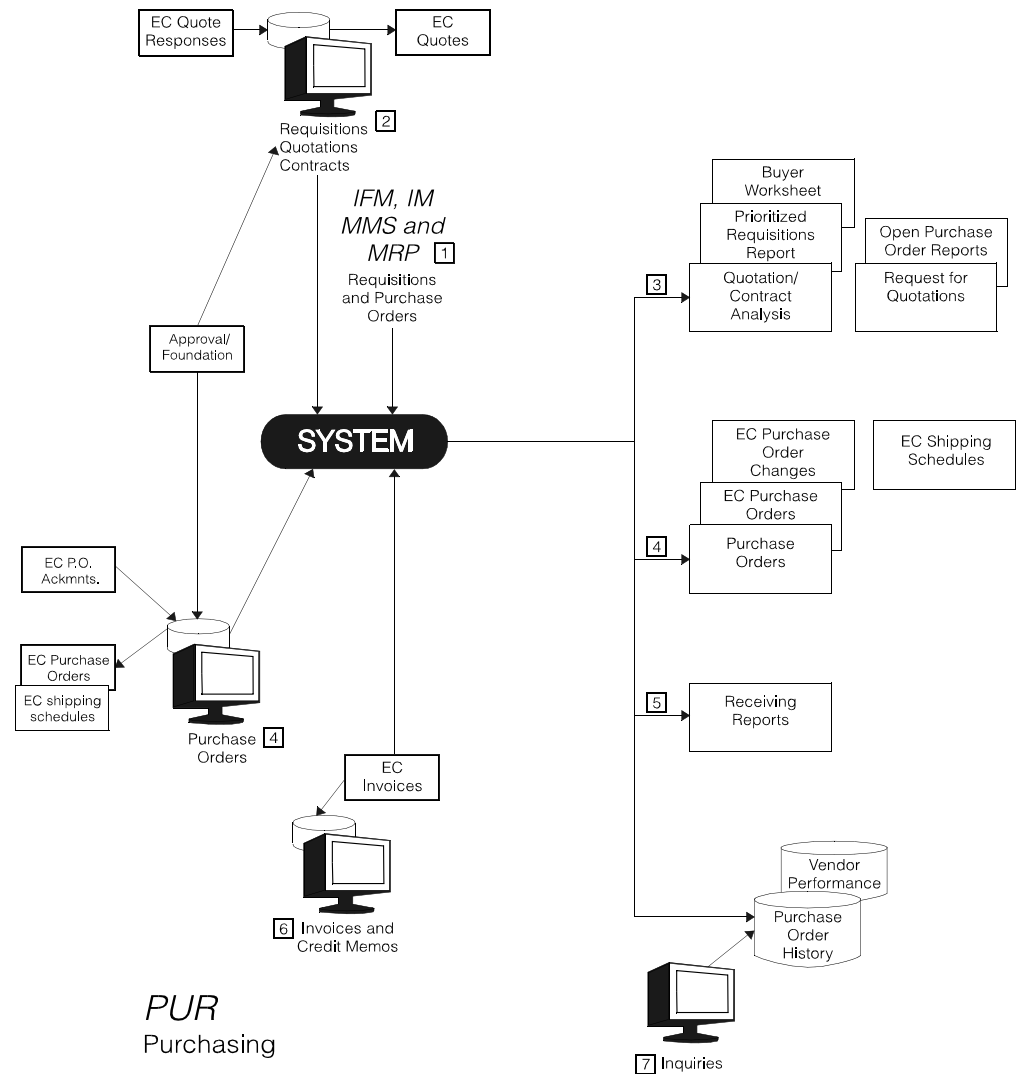 EC Quote
Responses
EC
Quotes
2
Requisitions
Quotations
Contracts
IFM, IM
MMS and
MRP
1
Requisitions
and Purchase
Orders
Approval/
Foundation
SYSTEM
EC P.O.
Ackmnts.
EC Purchase
Orders
EC shipping
schedules
Purchase
Orders
4
EC
Invoices
6
Invoices and
Credit Memos
Buyer
Worksheet
Prioritized
Requisitions
Report
3
Quotation/
Contract
Analysis
Open Purchase
Order Reports
Request for
Quotations
EC Purchase
Order
Changes
EC Purchase
Orders
4
Purchase
Orders
EC Shipping
Schedules
5
Receiving
Reports
Vendor
Performance
Purchase
Order
History
7
Inquiries
PUR
Purchasing